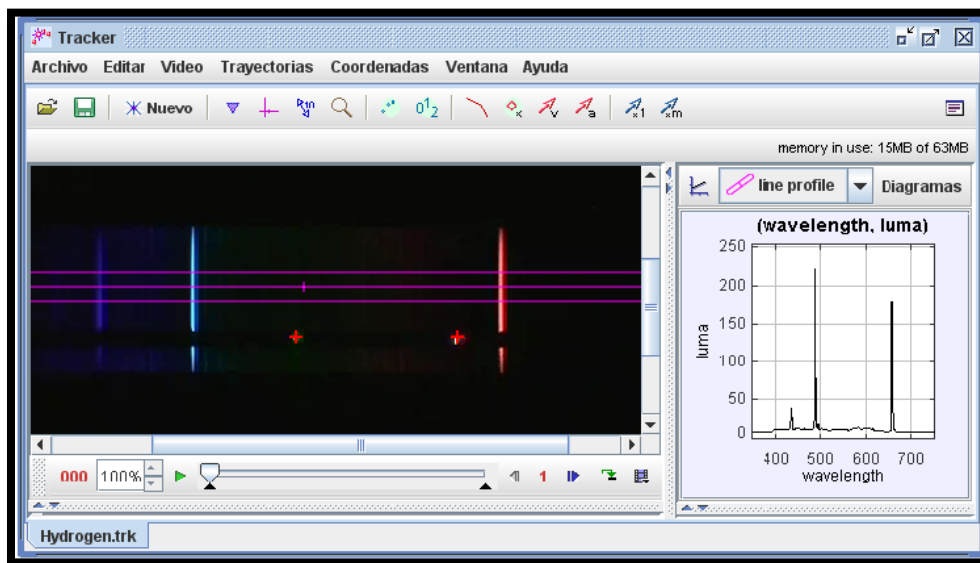 Tracker
Archivo Editar Video Trayectorias Coordenadas Ventana Ayuda
Nuevo
memory in use: 15MB of 63MB
line profile Diagramas
(wavelength, luma)
250
200
150
100
50
0
luma
400 500 600 700
wavelength
000 100% 1
Hydrogen.trk